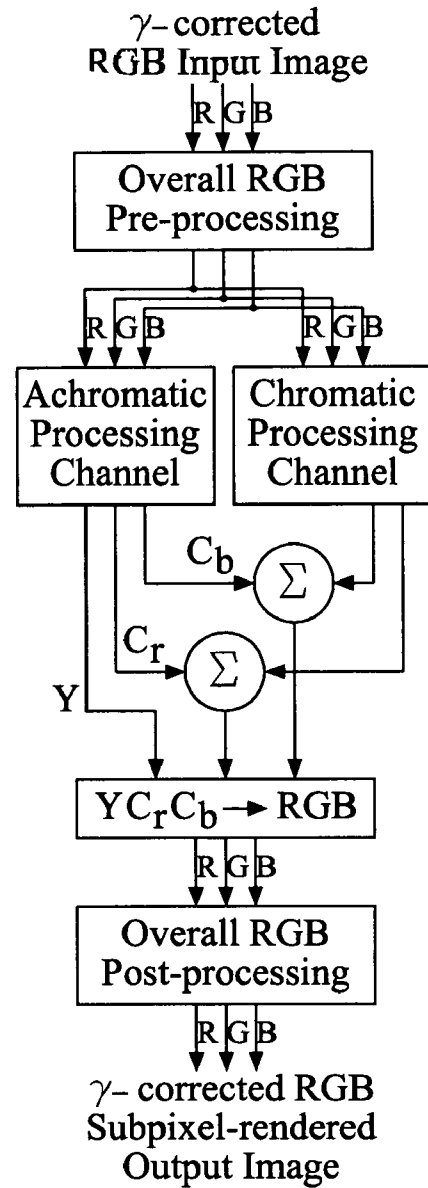 γ- corrected
RGB Input Image
R G B
Overall RGB
Pre-processing
R G B
R G B
Achromatic
Processing
Channel
Chromatic
Processing
Channel
Cb
Σ
Cr
Σ
Y
YCrCb → RGB
R G B
Overall RGB
Post-processing
R G B
γ- corrected RGB
Subpixel-rendered
Output Image